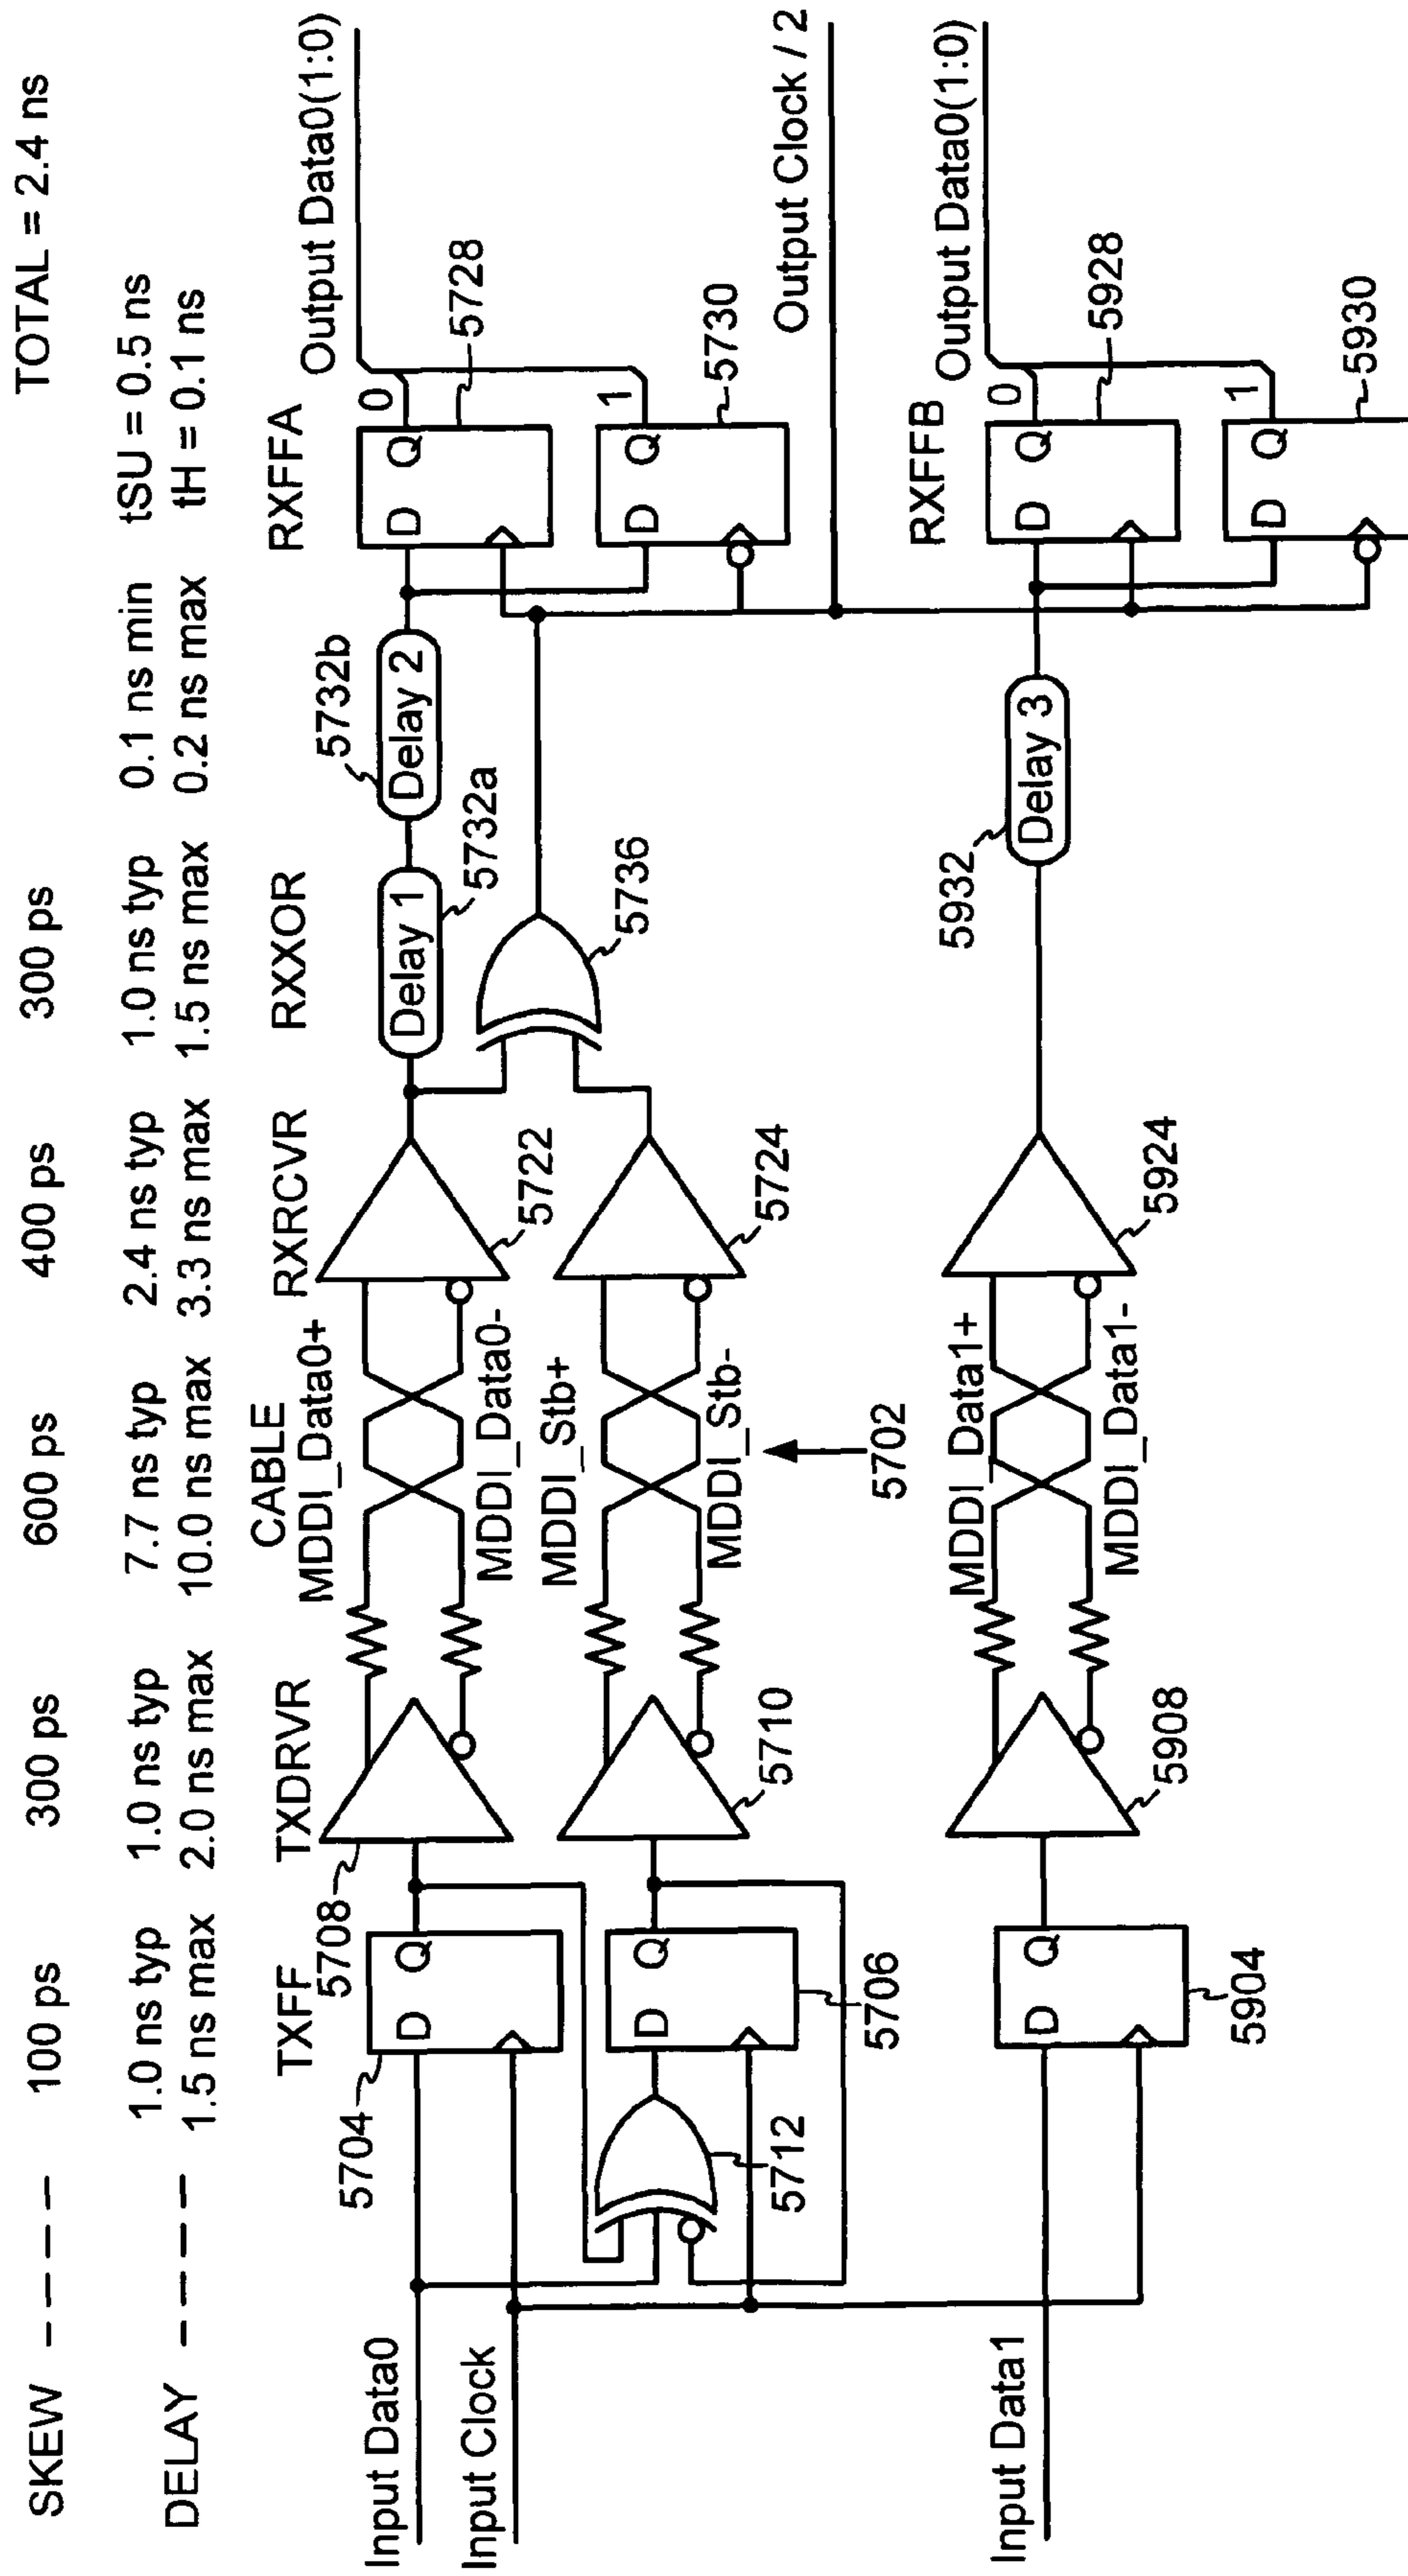 SKEW 100 ps 300 ps 600 ps 400 ps 300 ps TOTAL = 2.4 ns
DELAY 1.0 ns typ 1.0 ns typ 7.7 ns typ 2.4 ns typ 1.0 ns typ 0.1 ns min tSU = 0.5 ns
1.5 ns max 2.0 ns max 10.0 ns max 3.3 ns max 1.5 ns max 0.2 ns max tH = 0.1 ns
TXFF TXDRVR CABLE RXRCVR RXXOR RXFFA
5704 5708 MDDI_Data0+ 5732b Output Data0(1:0)
Input Data0 D Q Delay 1 Delay 2 D Q 0
MDDI_Data0- 5722 5732a 5728
Input Clock
MDDI_Stb+ 5736
D Q D Q 1
5712 5706 5710 MDDI_Stb- 5724 5730
5702 Output Clock / 2
RXFFB
MDDI_Data1+ 5932 Output Data0(1:0)
Input Data1 D Q Delay 3 D Q 0
MDDI_Data1- 5928
5904 5908 5924
D Q 1
5930